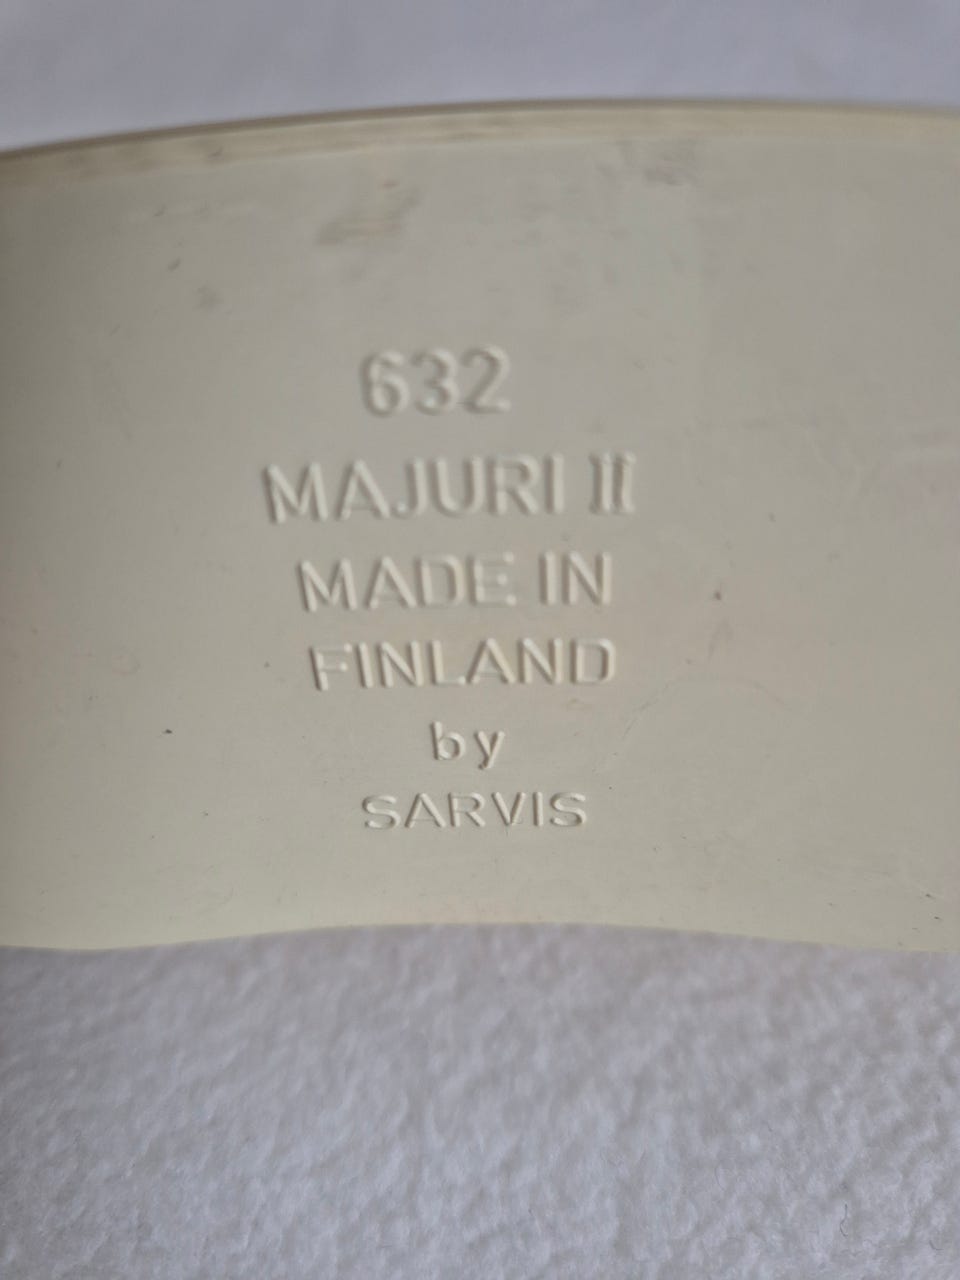 632
MAJURI II
MADE IN
FINLAND
by
SARVIS